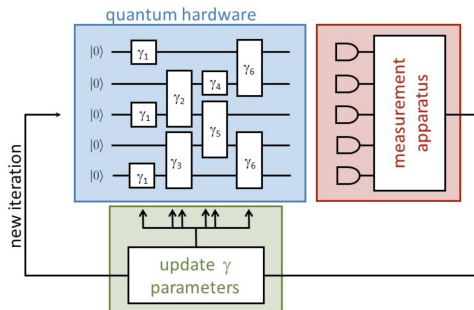 quantum hardware
|0⟩ γ₁ γ₆
|0⟩ γ₂ γ₄
|0⟩ γ₁ γ₅
|0⟩ γ₃
|0⟩ γ₁ γ₆
measurement
apparatus
new iteration
update γ
parameters